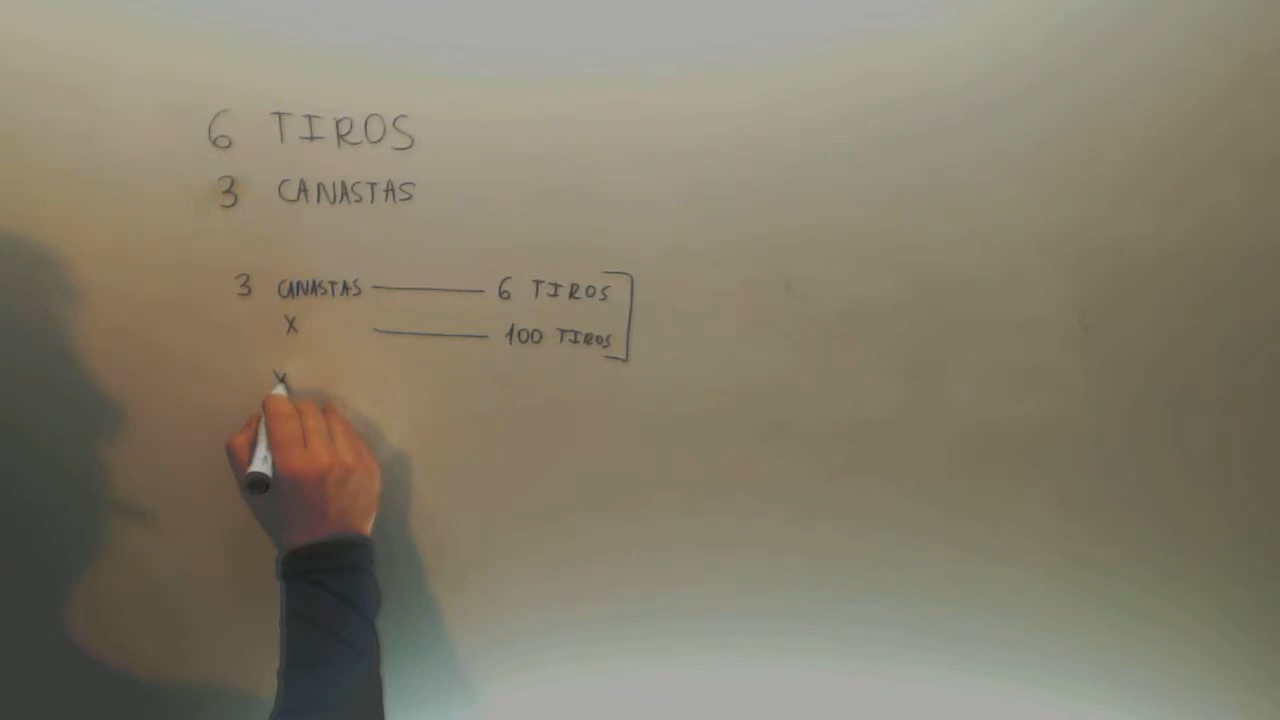 6 TIROS
3 CANASTAS
3 CANASTAS 6 TIROS
X 100 TIROS
X